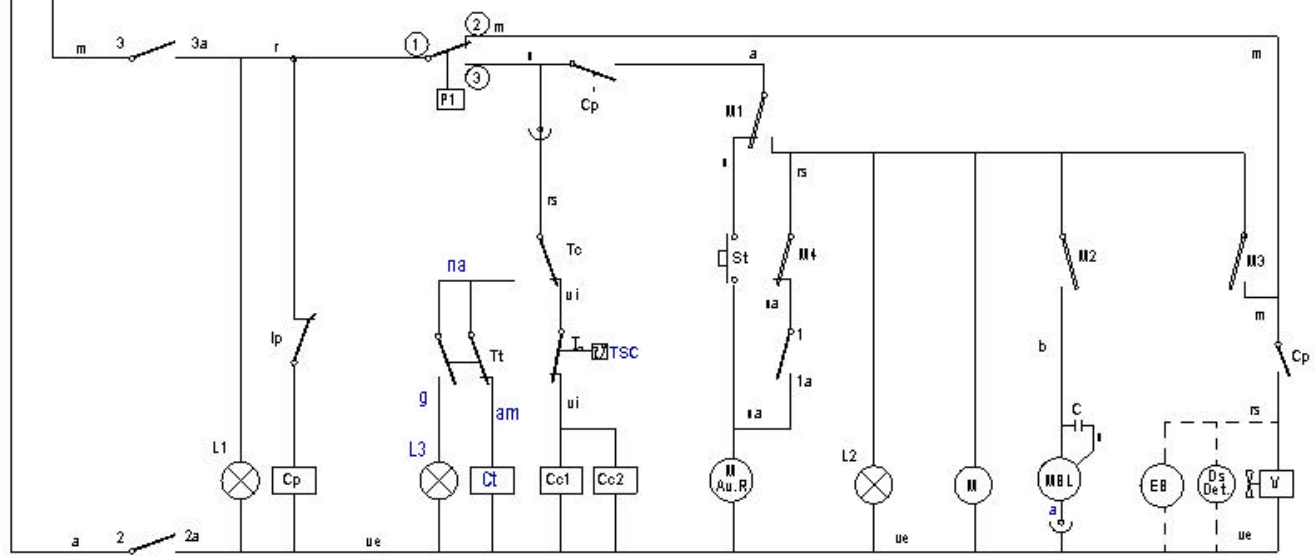 2 m
m 3 3a r 1 m
3 a
P1 Cp
M1
rs
rs
Tc St M4 M2 M3
na ui m
Ip Tt TSC 1 b Cp
g am ui 1a rs
C
L1 L3 L2
Cp Ct Cc1 Cc2 M Au.R M MBL EB Ds Det. V
a
a 2 2a ue ue ue